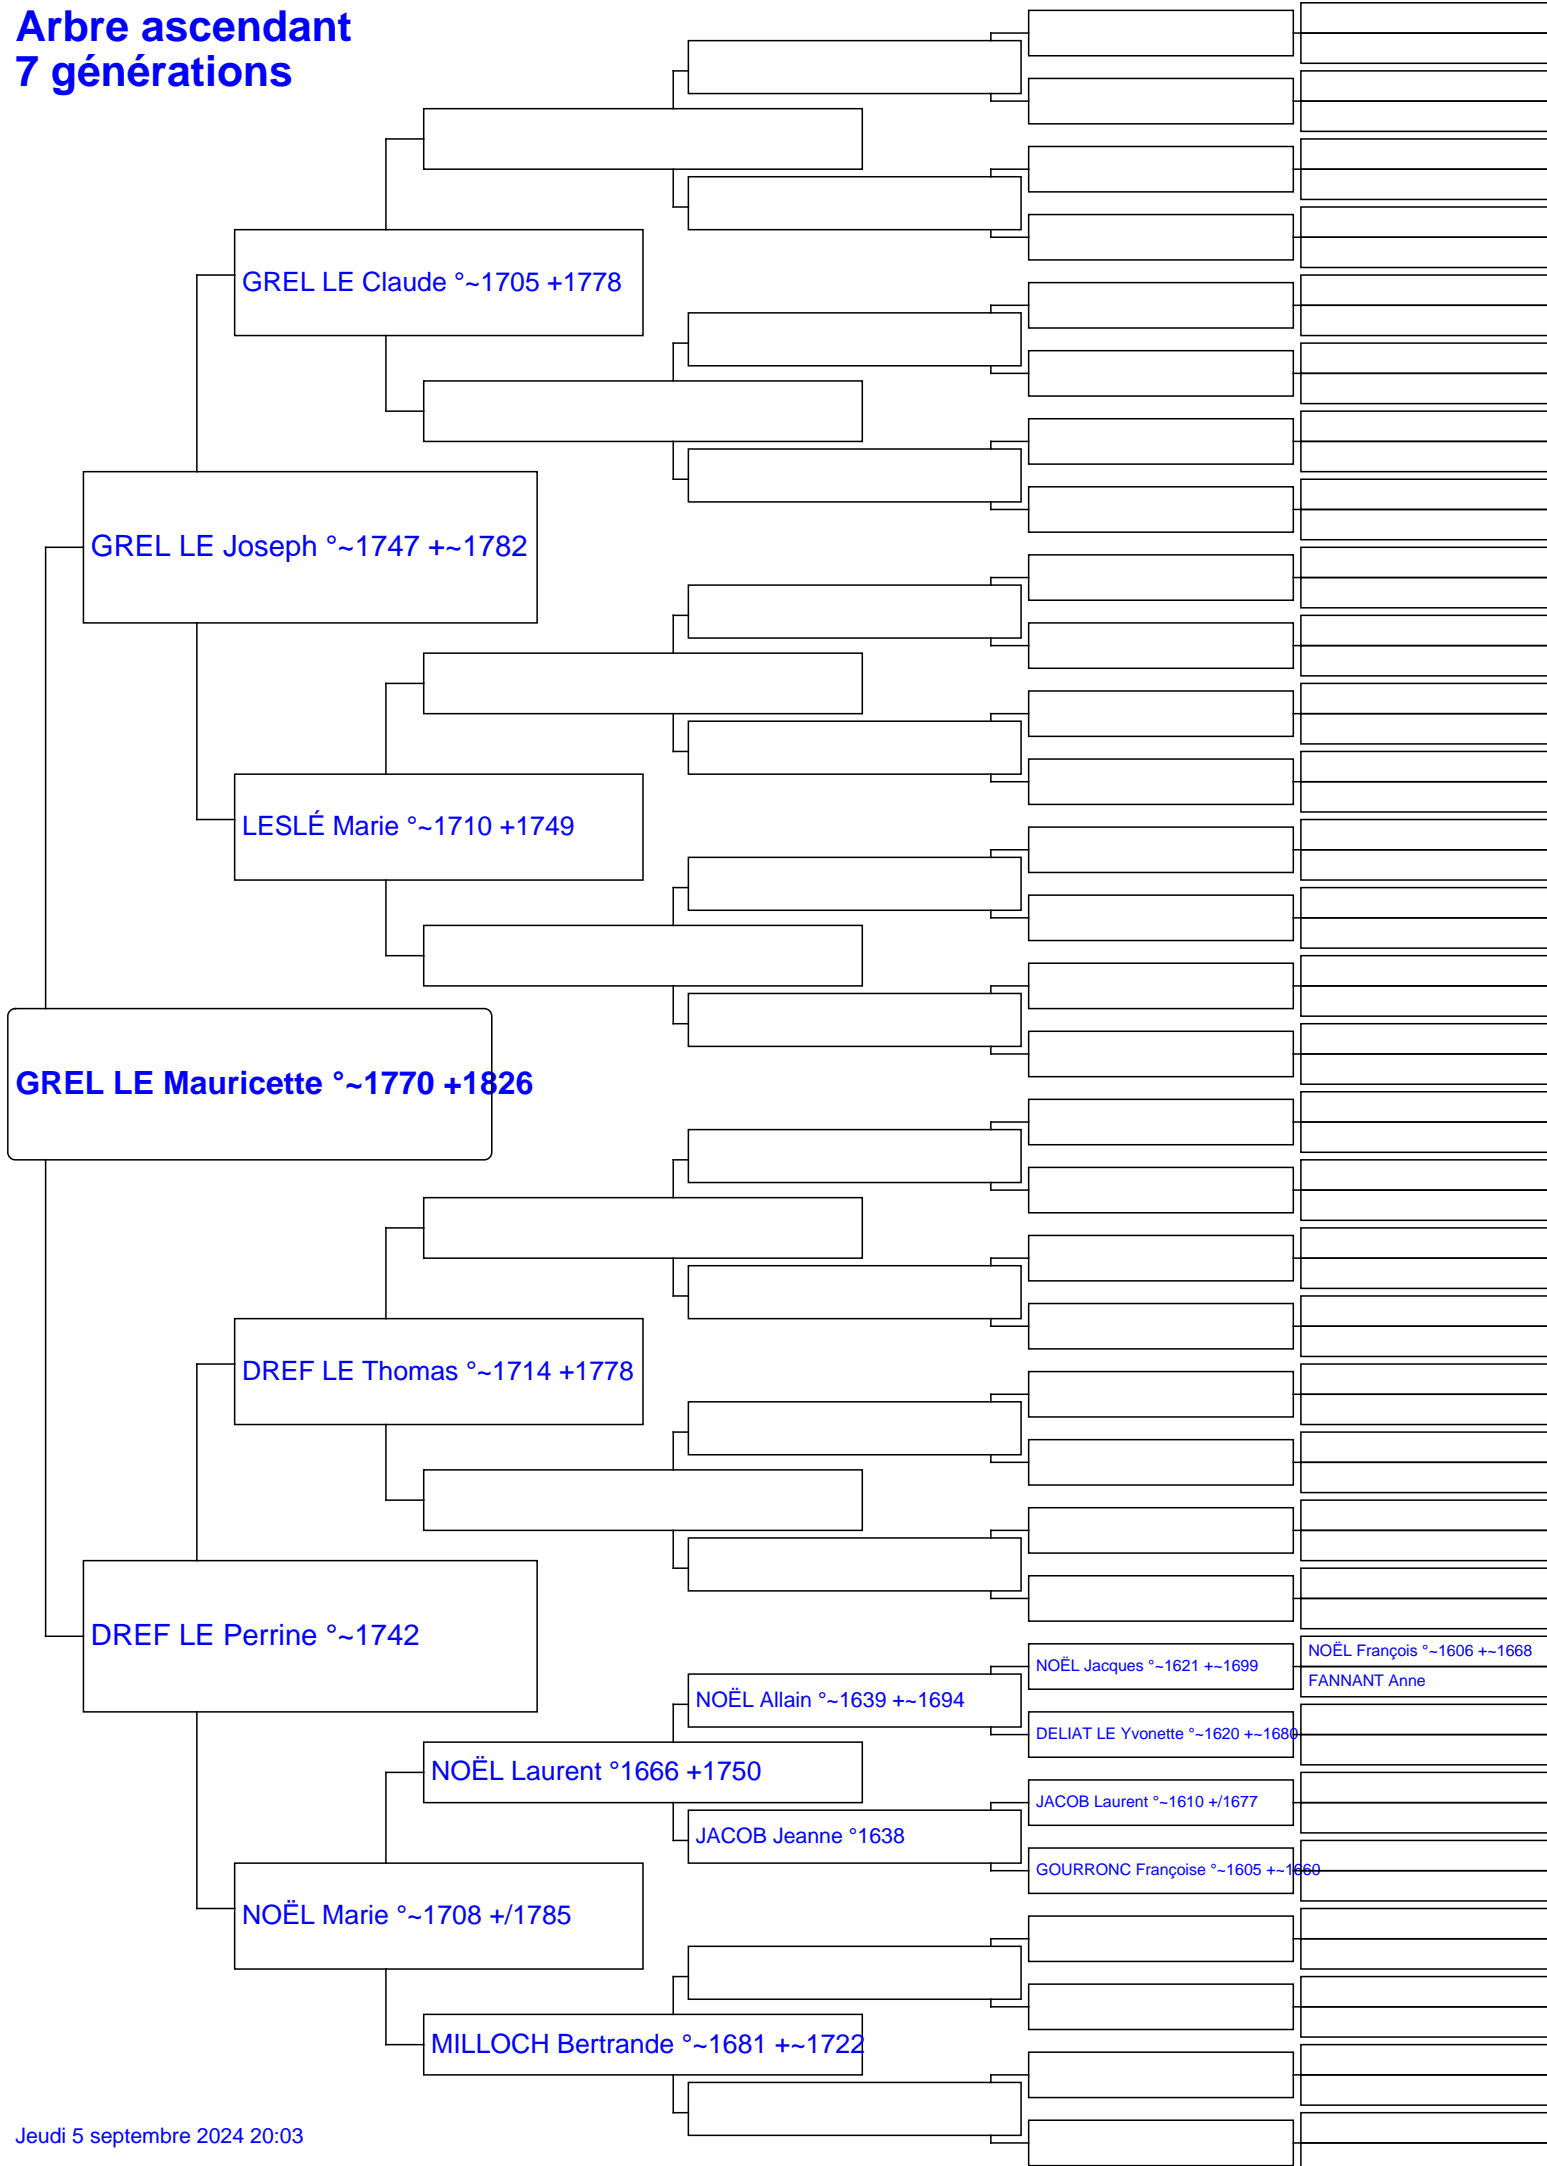 Arbre ascendant
7 générations
GREL LE Claude °~1705 +1778
GREL LE Joseph °~1747 +~1782
LESLÉ Marie °~1710 +1749
GREL LE Mauricette °~1770 +1826
DREF LE Thomas °~1714 +1778
DREF LE Perrine °~1742
NOËL Jacques °~1621 +~1699
NOËL François °~1606 +~1668
FANNANT Anne
NOËL Allain °~1639 +~1694
DELIAT LE Yvonette °~1620 +~1680
NOËL Laurent °1666 +1750
JACOB Laurent °~1610 +/1677
JACOB Jeanne °1638
GOURRONC Françoise °~1605 +~1660
NOËL Marie °~1708 +/1785
MILLOCH Bertrande °~1681 +~1722
Jeudi 5 septembre 2024 20:03